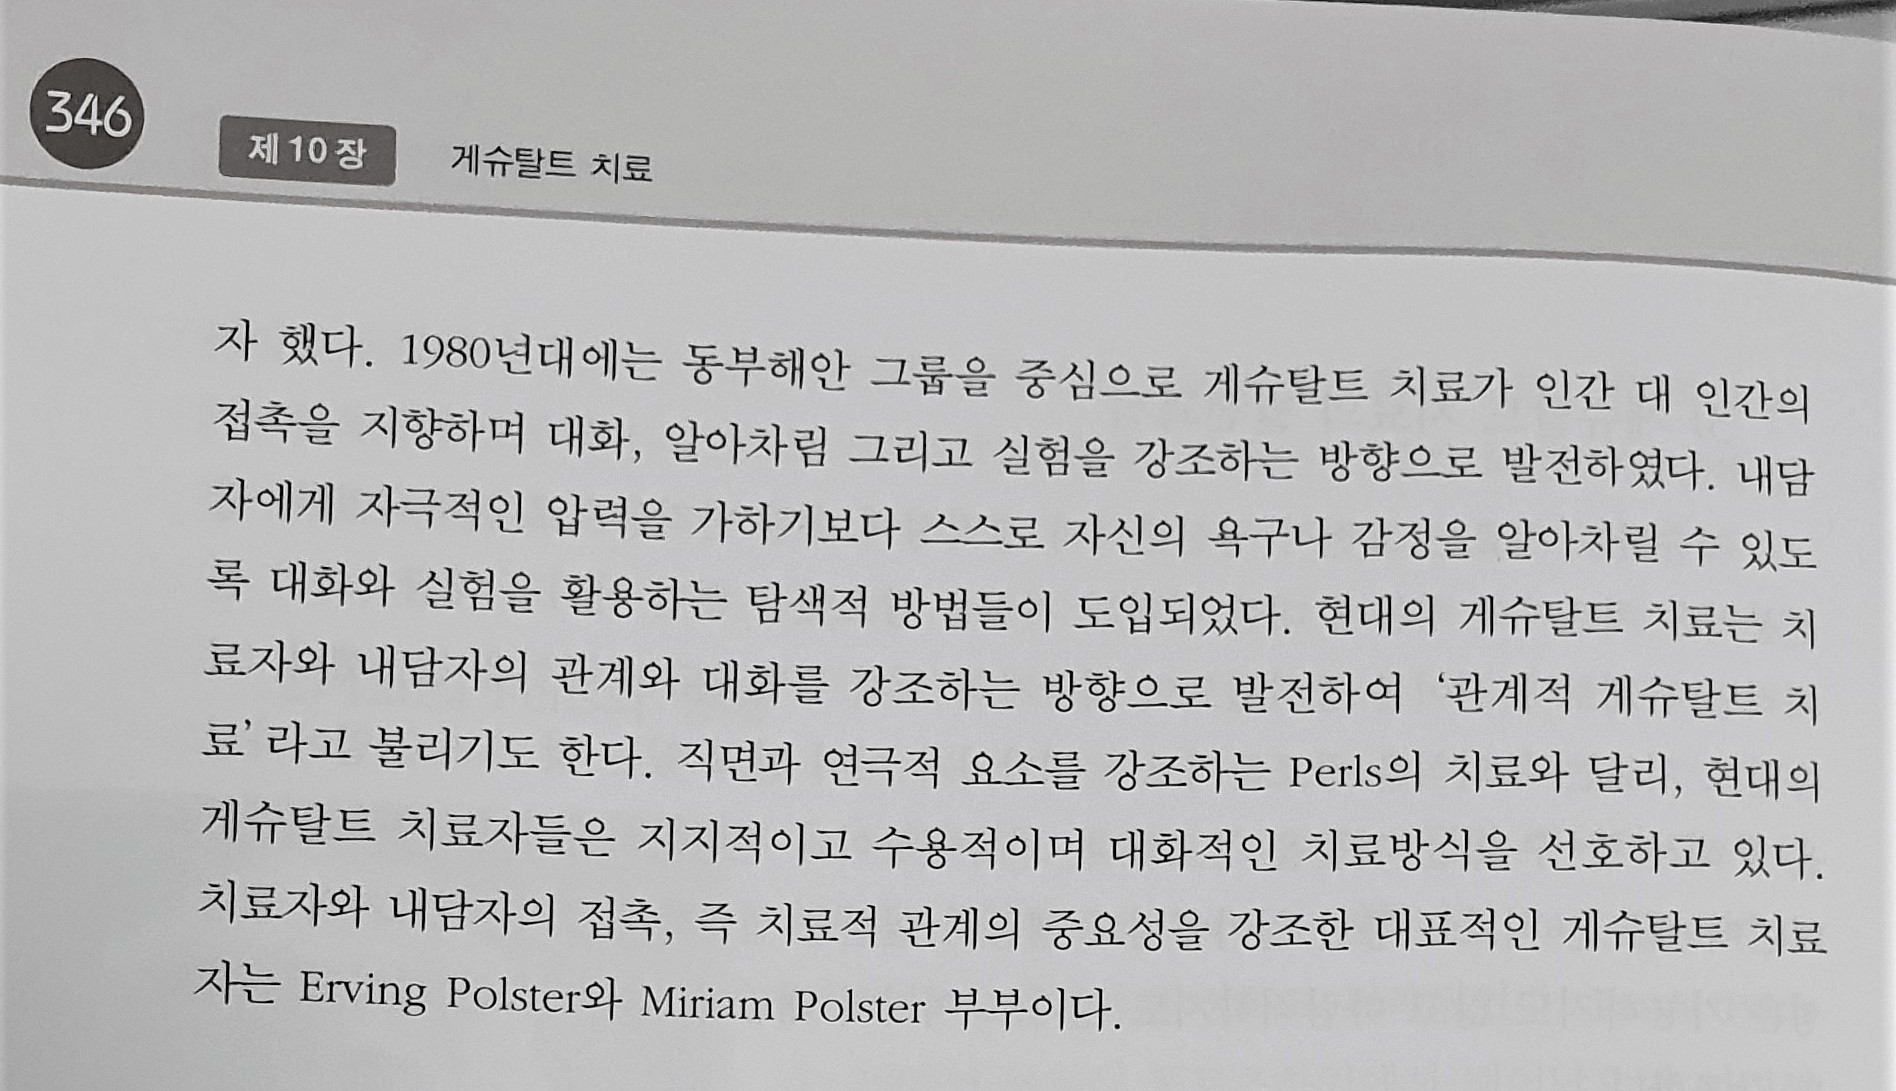 346
제10장 게슈탈트 치료
자 했다. 1980년대에는 동부해안 그룹을 중심으로 게슈탈트 치료가 인간 대 인간의
접촉을 지향하며 대화, 알아차림 그리고 실험을 강조하는 방향으로 발전하였다. 내담
자에게 자극적인 압력을 가하기보다 스스로 자신의 욕구나 감정을 알아차릴 수 있도
록 대화와 실험을 활용하는 탐색적 방법들이 도입되었다. 현대의 게슈탈트 치료는 치
료자와 내담자의 관계와 대화를 강조하는 방향으로 발전하여 ‘관계적 게슈탈트 치
료’라고 불리기도 한다. 직면과 연극적 요소를 강조하는 Perls의 치료와 달리, 현대의
게슈탈트 치료자들은 지지적이고 수용적이며 대화적인 치료방식을 선호하고 있다.
치료자와 내담자의 접촉, 즉 치료적 관계의 중요성을 강조한 대표적인 게슈탈트 치료
자는 Erving Polster와 Miriam Polster 부부이다.